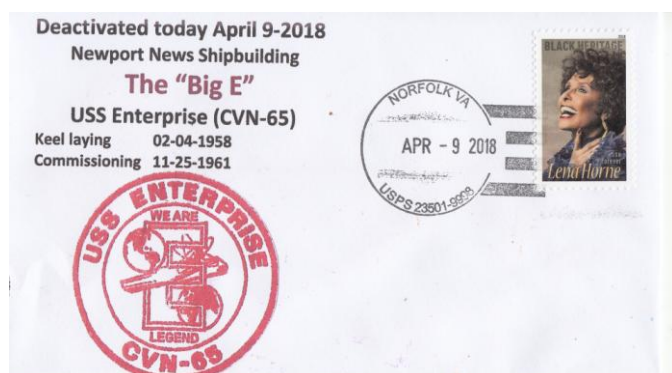 Deactivated today April 9-2018
Newport News Shipbuilding
The "Big E"
USS Enterprise (CVN-65)
Keel laying 02-04-1958
Commissioning 11-25-1961
USS ENTERPRISE
WE ARE
LEGEND
CVN-65
NORFOLK VA
APR - 9 2018
USPS 23501-9998
BLACK HERITAGE
Lena Horne